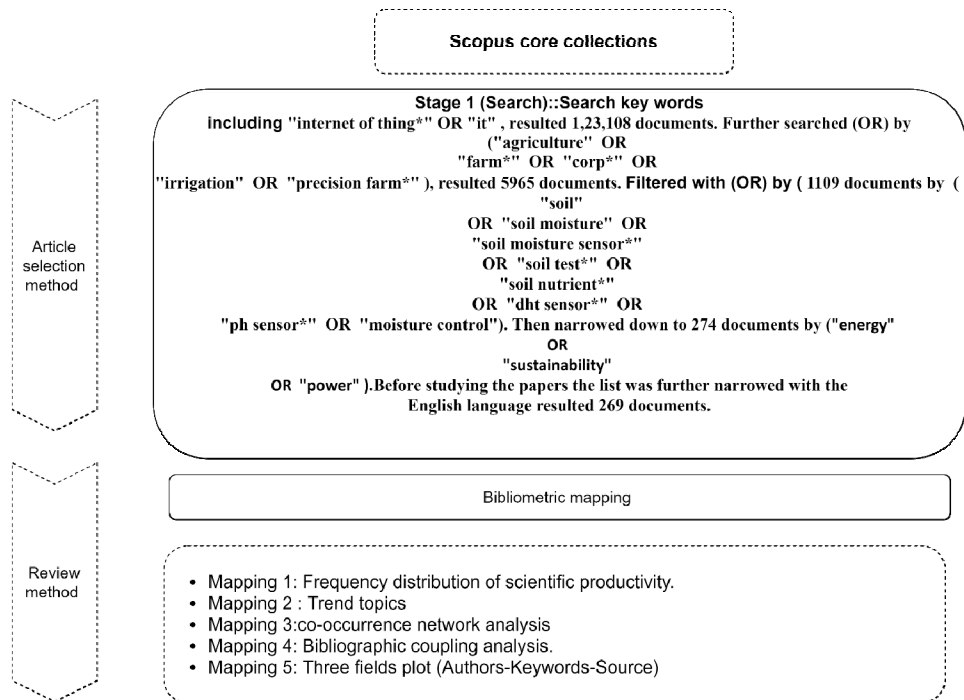 Scopus core collections
Stage 1 (Search)::Search key words
including "internet of thing*" OR "it" , resulted 1,23,108 documents. Further searched (OR) by
("agriculture" OR
"farm*" OR "corp*" OR
"irrigation" OR "precision farm*" ), resulted 5965 documents. Filtered with (OR) by ( 1109 documents by (
"soil"
OR "soil moisture" OR
"soil moisture sensor*"
OR "soil test*" OR
"soil nutrient*"
OR "dht sensor*" OR
"ph sensor*" OR "moisture control"). Then narrowed down to 274 documents by ("energy"
OR
"sustainability"
OR "power" ).Before studying the papers the list was further narrowed with the
English language resulted 269 documents.
Article
selection
method
Bibliometric mapping
Review
method
• Mapping 1: Frequency distribution of scientific productivity.
• Mapping 2 : Trend topics
• Mapping 3:co-occurrence network analysis
• Mapping 4: Bibliographic coupling analysis.
• Mapping 5: Three fields plot (Authors-Keywords-Source)